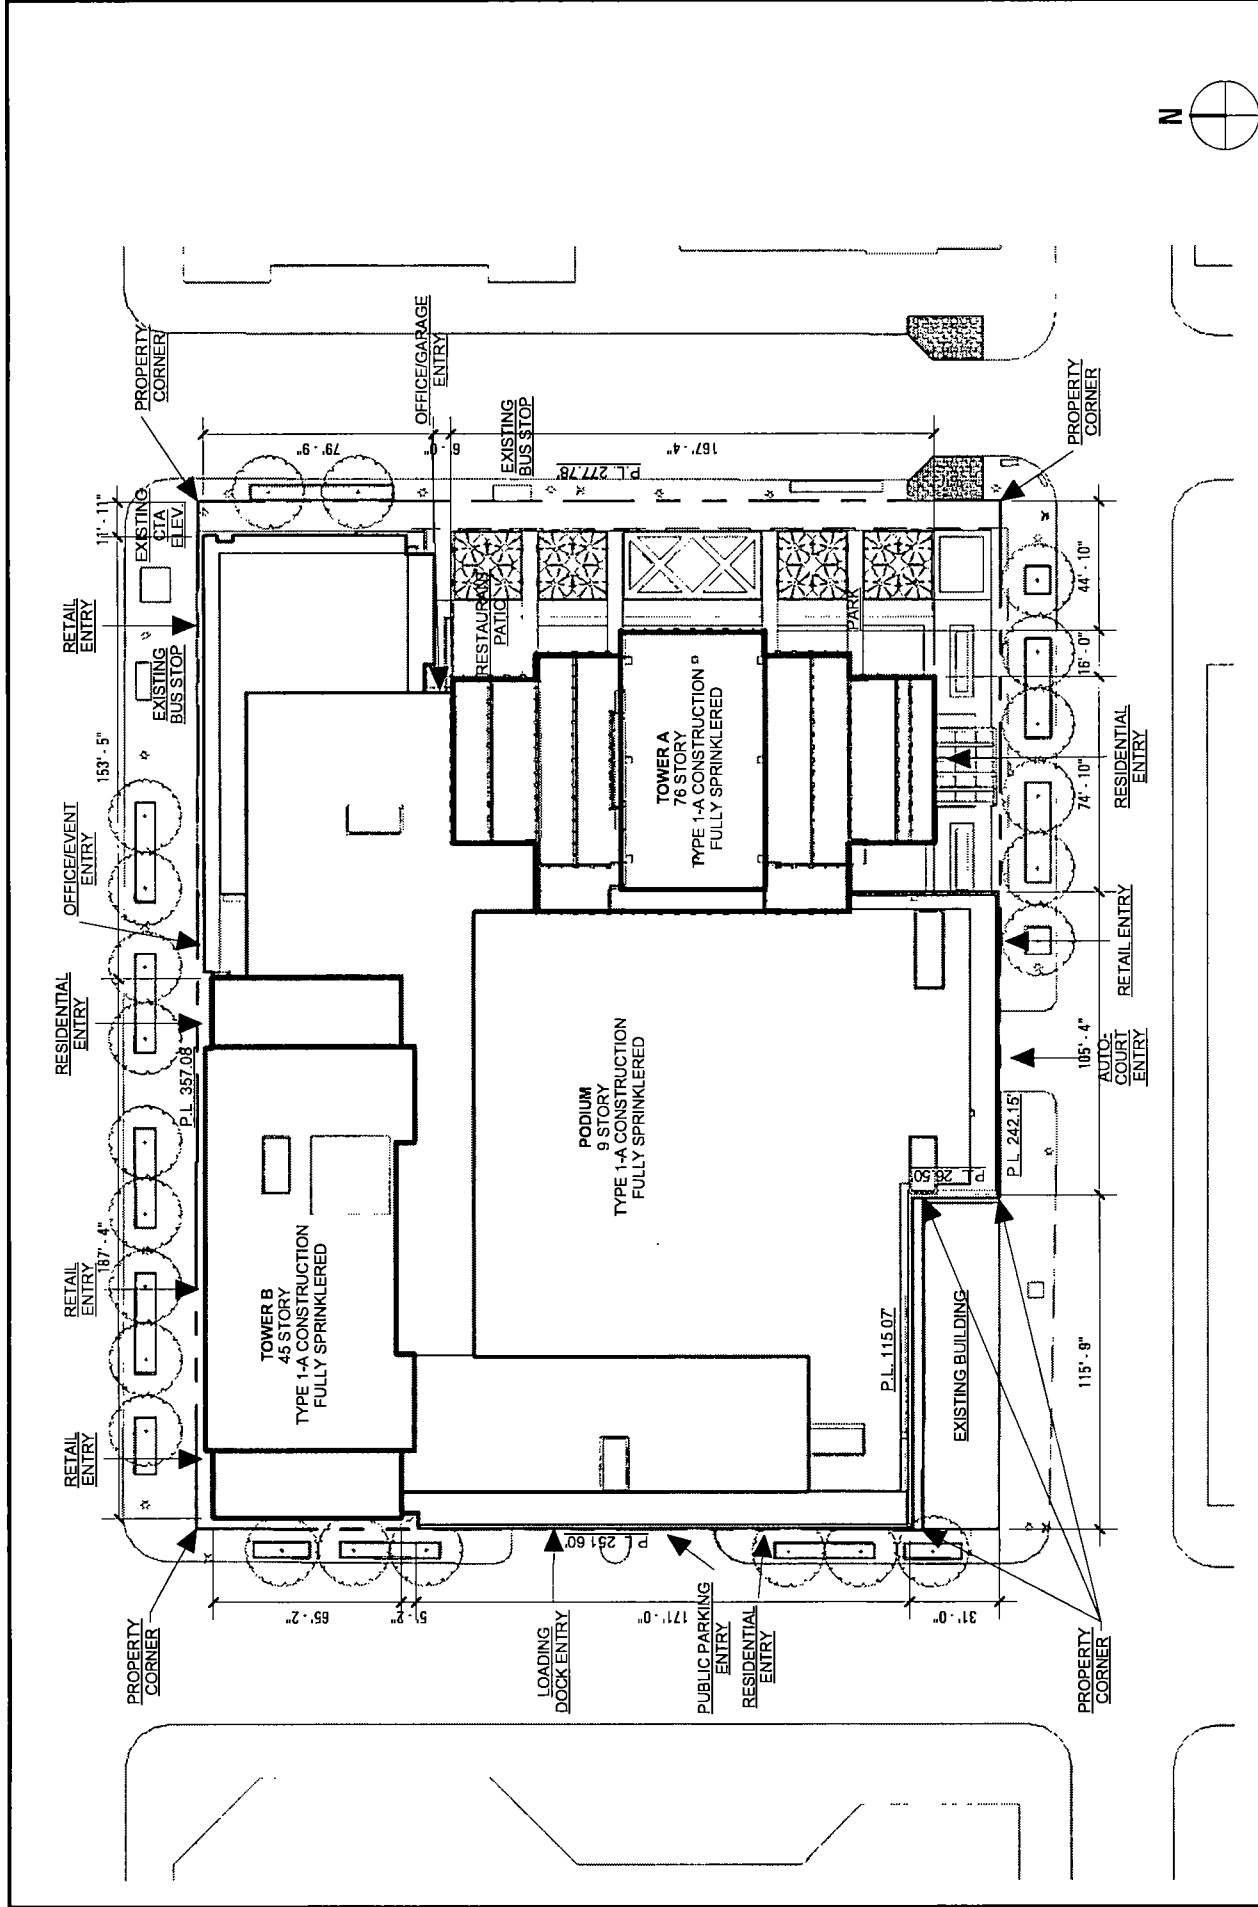 N
PROPERTY
CORNER
RETAIL
ENTRY
RETAIL
ENTRY
RESIDENTIAL
ENTRY
OFFICE/EVENT
ENTRY
RETAIL
ENTRY
PROPERTY
CORNER
187' - 4"
153' - 5"
11' - 11"
EXISTING
BUS STOP
EXISTING
CTA
ELEV.
P.L. 357.08
65' - 2"
5' - 2"
171' - 0"
31' - 0"
P.L. 251.60'
LOADING
DOCK ENTRY
PUBLIC PARKING
ENTRY
RESIDENTIAL
ENTRY
TOWER B
45 STORY
TYPE 1-A CONSTRUCTION
FULLY SPRINKLERED
PODIUM
9 STORY
TYPE 1-A CONSTRUCTION
FULLY SPRINKLERED
TOWER A
76 STORY
TYPE 1-A CONSTRUCTION
FULLY SPRINKLERED
RESTAURANT
PATIO
PARK
79' - 9"
6' - 0"
167' - 4"
OFFICE/GARAGE
ENTRY
EXISTING
BUS STOP
P.L. 277.78'
P.L. 115.07'
P.L. 26.50
EXISTING BUILDING
P.L. 242.15'
115' - 9"
105' - 4"
74' - 10"
16' - 0"
44' - 10"
PROPERTY
CORNER
AUTO-
COURT
ENTRY
RETAIL ENTRY
RESIDENTIAL
ENTRY
PROPERTY
CORNER